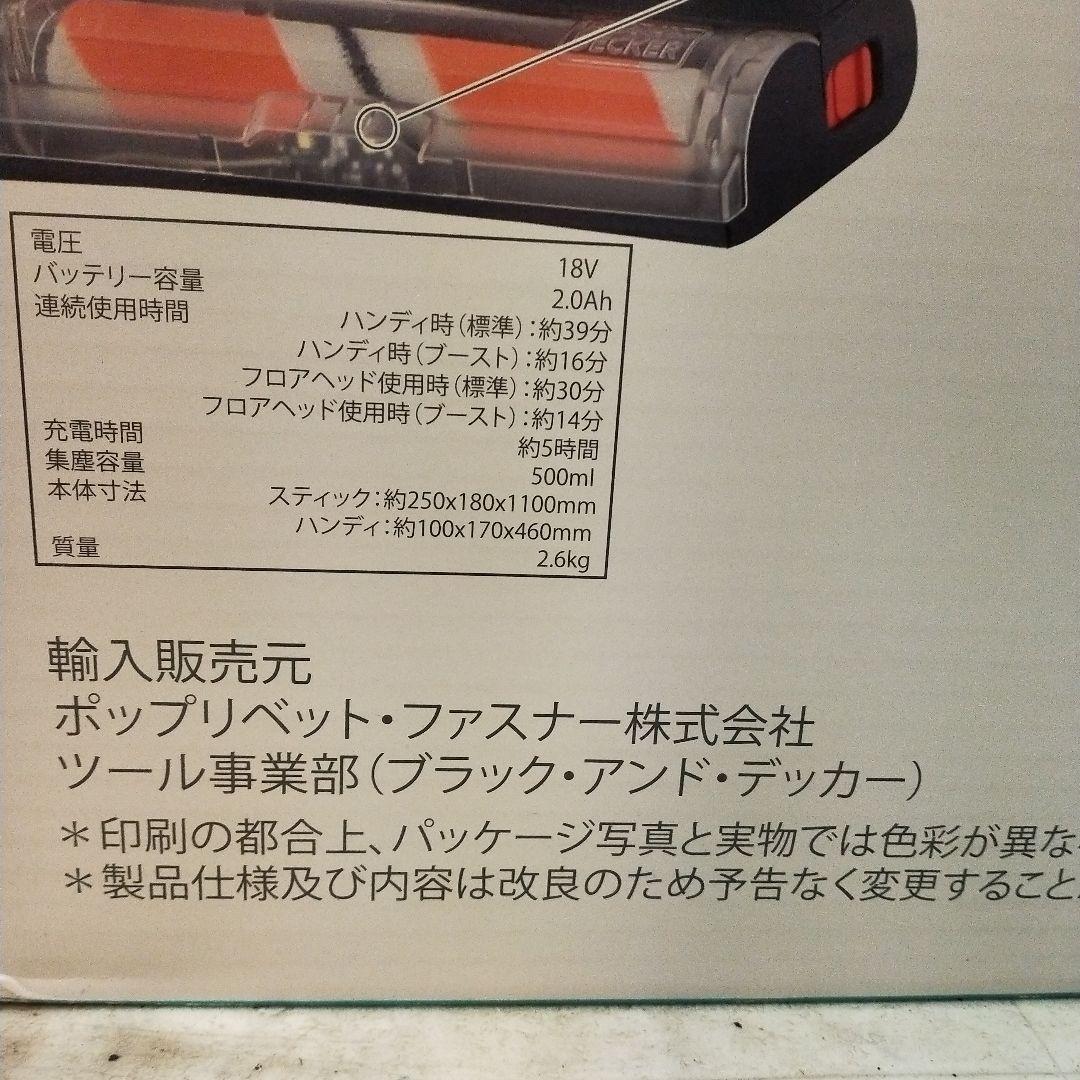 DECKER
電圧 18V
バッテリー容量 2.0Ah
連続使用時間 ハンディ時(標準):約39分
ハンディ時(ブースト):約16分
フロアヘッド使用時(標準):約30分
フロアヘッド使用時(ブースト):約14分
充電時間 約5時間
集塵容量 500ml
本体寸法 スティック:約250x180x1100mm
ハンディ:約100x170x460mm
質量 2.6kg
輸入販売元
ポップリベット・ファスナー株式会社
ツール事業部(ブラック・アンド・デッカー)
*印刷の都合上、パッケージ写真と実物では色彩が異な
*製品仕様及び内容は改良のため予告なく変更すること